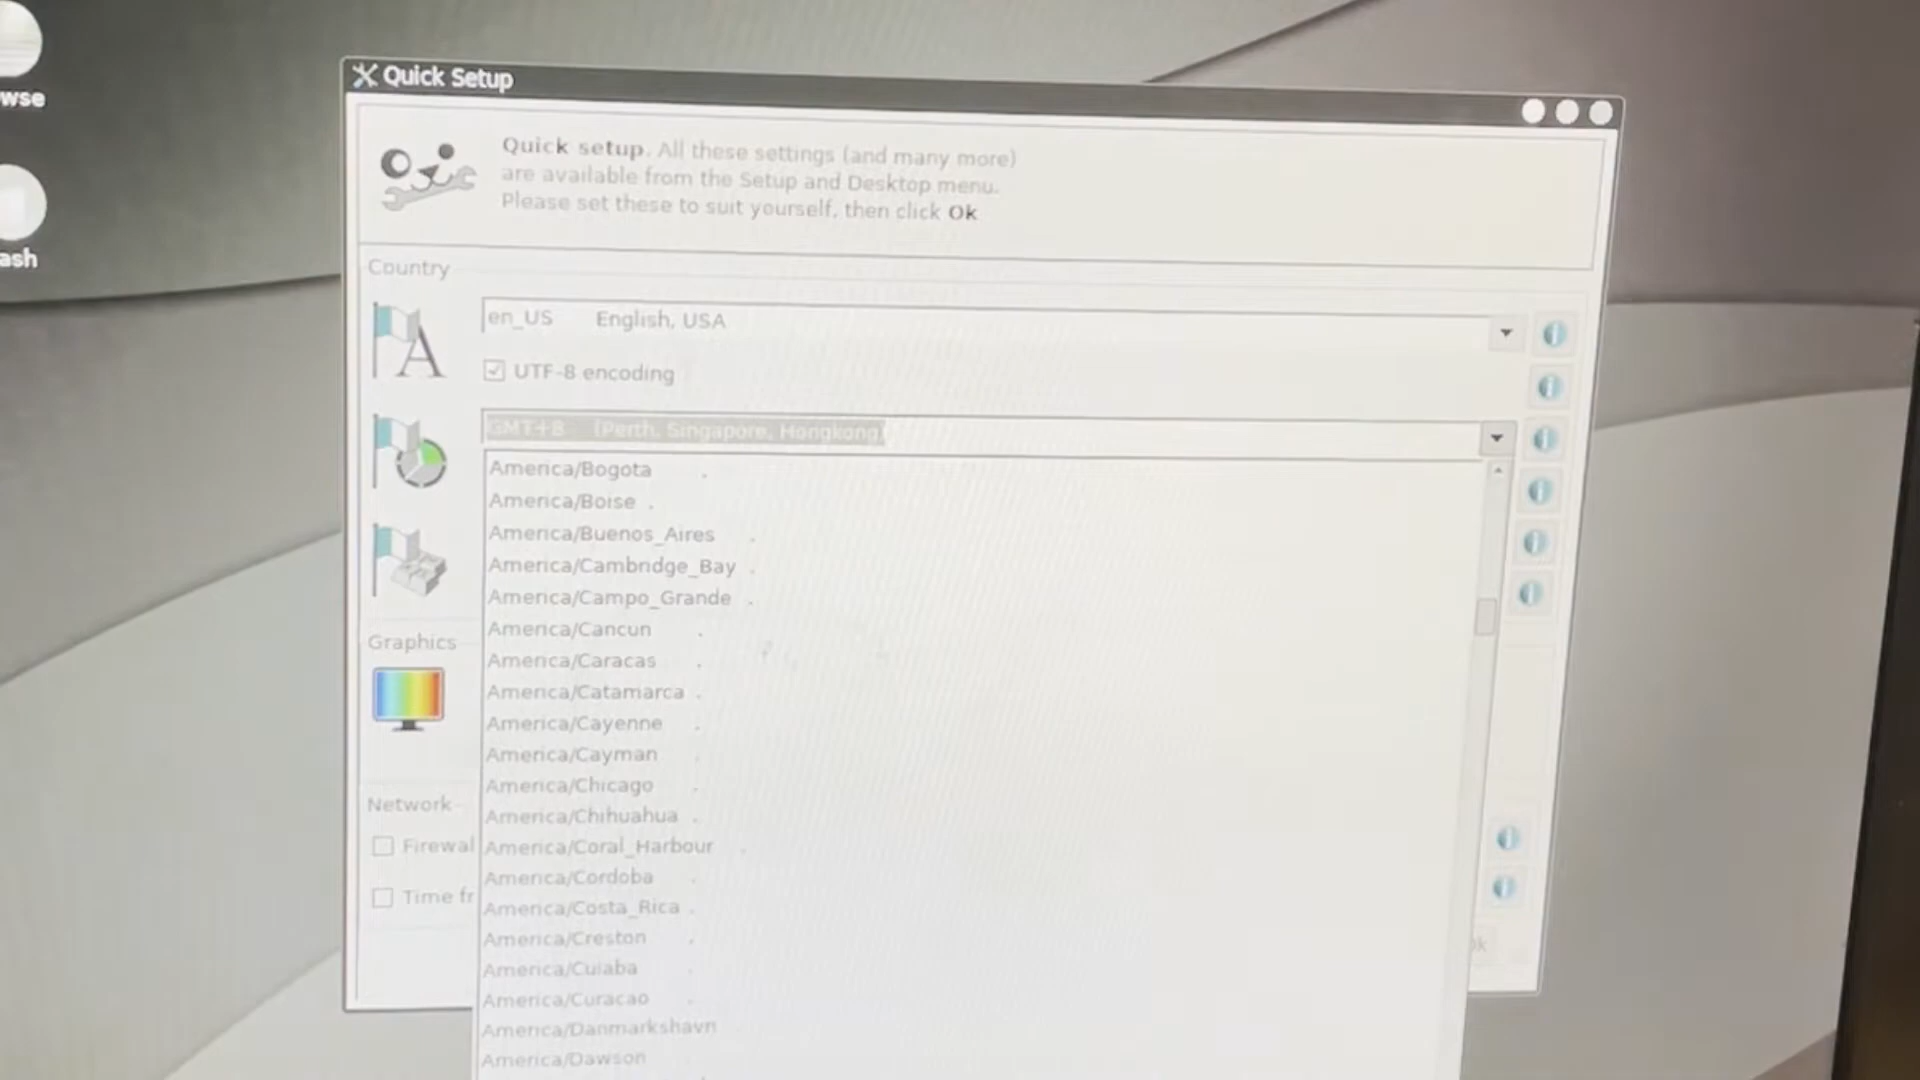 wse
ash
Quick Setup
Quick setup. All these settings (and many more)
are available from the Setup and Desktop menu.
Please set these to suit yourself, then click Ok
Country
en_US English, USA
UTF-8 encoding
GMT+8 (Perth, Singapore, Hongkong)
America/Bogota .
America/Boise .
America/Buenos_Aires .
America/Cambridge_Bay .
America/Campo_Grande .
America/Cancun .
America/Caracas .
America/Catamarca .
America/Cayenne .
America/Cayman .
America/Chicago .
America/Chihuahua .
America/Coral_Harbour .
America/Cordoba .
America/Costa_Rica .
America/Creston .
America/Cuiaba .
America/Curacao .
America/Danmarkshavn
America/Dawson
Graphics
Network
Firewal
Time fr